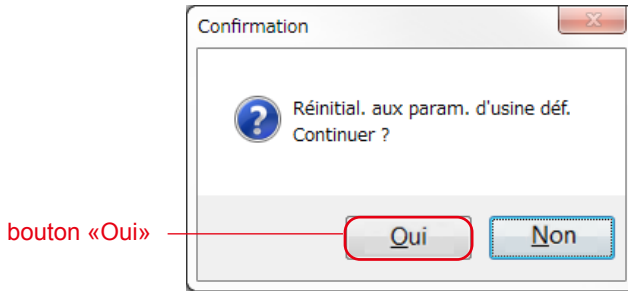 Confirmation
Réinitial. aux param. d'usine déf.
Continuer ?
bouton «Oui»
Oui
Non